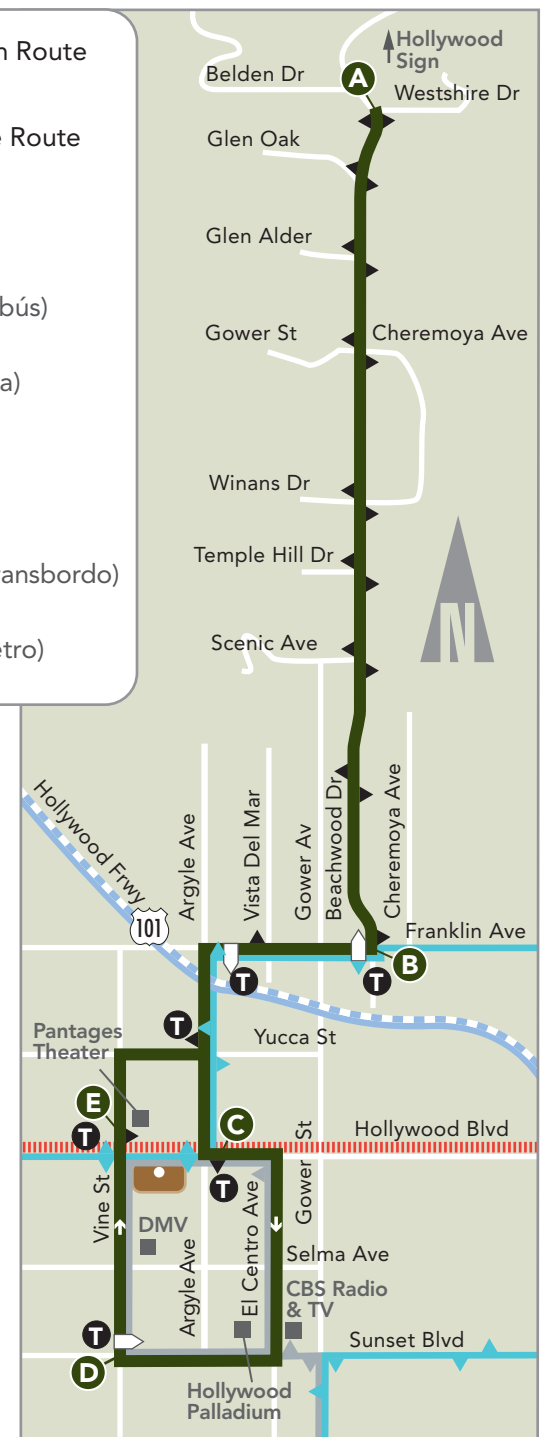 n Route
e Route
bús)
a)
ransbordo)
etro)
Hollywood
Sign
Belden Dr
A
Westshire Dr
Glen Oak
Glen Alder
Gower St
Cheremoya Ave
Winans Dr
Temple Hill Dr
N
Scenic Ave
Hollywood Frwy
101
Argyle Ave
Vista Del Mar
Gower Av
Beachwood Dr
Cheremoya Ave
Franklin Ave
B
T
T
T
Yucca St
Pantages
Theater
E
T
C
Hollywood Blvd
T
Vine St
DMV
Argyle Ave
El Centro Ave
Gower St
Selma Ave
CBS Radio
& TV
T
Sunset Blvd
D
Hollywood
Palladium